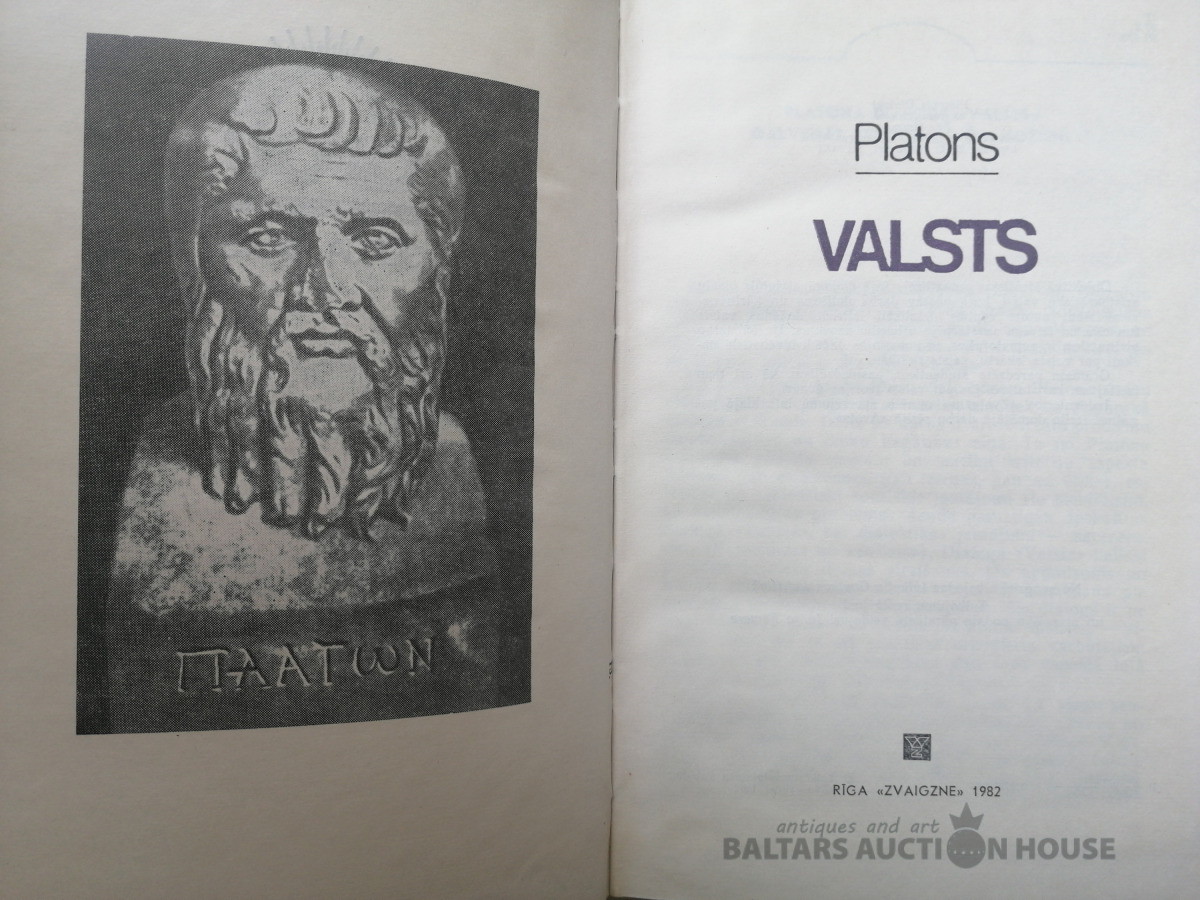 ΠΛΑΤΩΝ
Platons
VALSTS
RĪGA «ZVAIGZNE» 1982
antiques and art
BALTARS AUCTION HOUSE